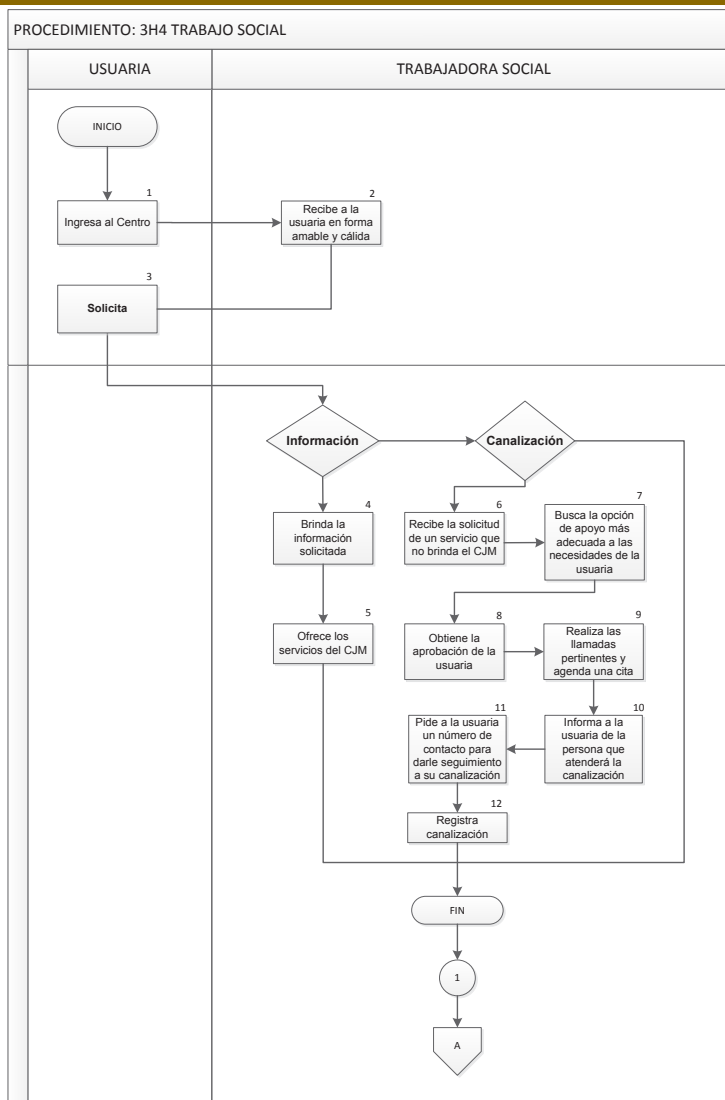 PROCEDIMIENTO: 3H4 TRABAJO SOCIAL
USUARIA
TRABAJADORA SOCIAL
INICIO
1
Ingresa al Centro
2
Recibe a la
usuaria en forma
amable y cálida
3
Solicita
Información
Canalización
4
Brinda la
información
solicitada
5
Ofrece los
servicios del CJM
6
Recibe la solicitud
de un servicio que
no brinda el CJM
7
Busca la opción
de apoyo más
adecuada a las
necesidades de la
usuaria
8
Obtiene la
aprobación de la
usuaria
9
Realiza las
llamadas
pertinentes y
agenda una cita
10
Informa a la
usuaria de la
persona que
atenderá la
canalización
11
Pide a la usuaria
un número de
contacto para
darle seguimiento
a su canalización
12
Registra
canalización
FIN
1
A